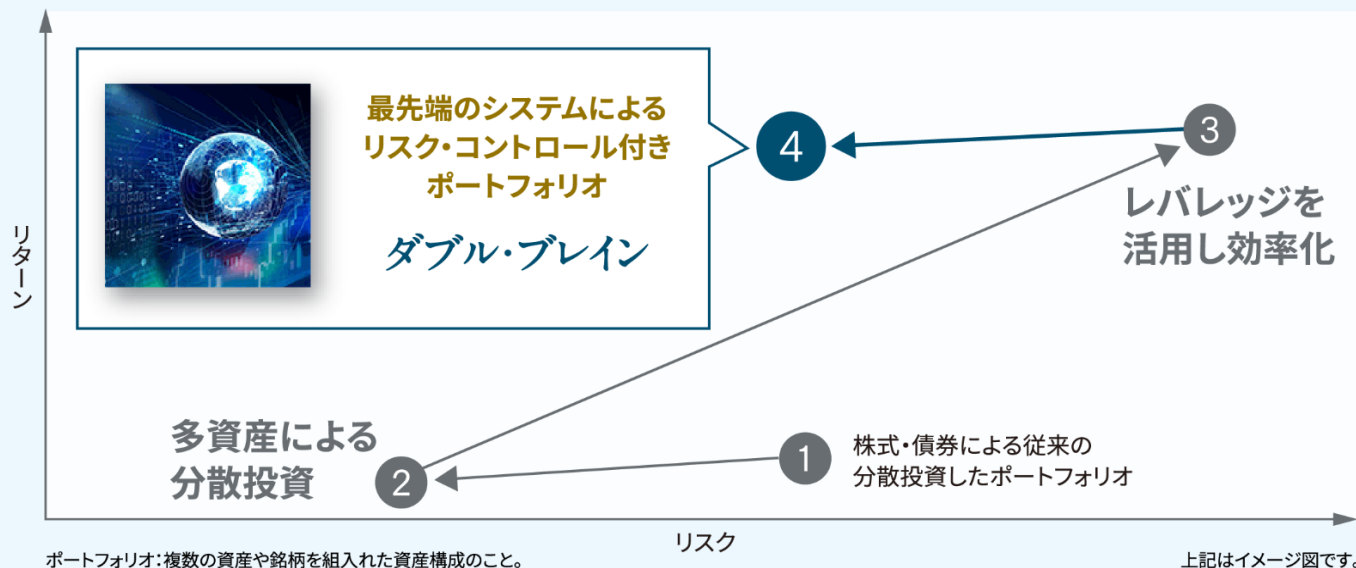 最先端のシステムによる
リスク・コントロール付き
ポートフォリオ
ダブル・ブレイン
4
3
レバレッジを
活用し効率化
リターン
多資産による
分散投資
2
1
株式・債券による従来の
分散投資したポートフォリオ
リスク
ポートフォリオ：複数の資産や銘柄を組入れた資産構成のこと。
上記はイメージ図です。